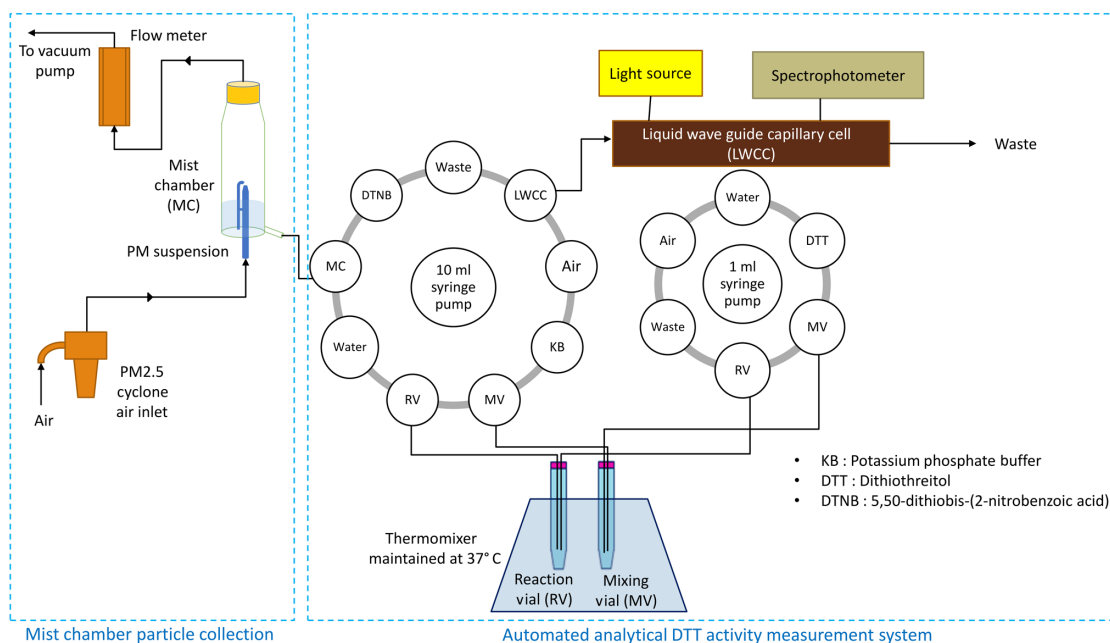 Flow meter
To vacuum
pump
Mist
chamber
(MC)
PM suspension
PM2.5
cyclone
air inlet
Air
Mist chamber particle collection
Light source
Spectrophotometer
Liquid wave guide capillary cell
(LWCC)
Waste
Waste
LWCC
Air
KB
MV
RV
Water
MC
DTNB
10 ml
syringe
pump
Water
DTT
MV
RV
Waste
Air
1 ml
syringe
pump
• KB : Potassium phosphate buffer
• DTT : Dithiothreitol
• DTNB : 5,50-dithiobis-(2-nitrobenzoic acid)
Thermomixer
maintained at 37° C
Reaction
vial (RV)
Mixing
vial (MV)
Automated analytical DTT activity measurement system